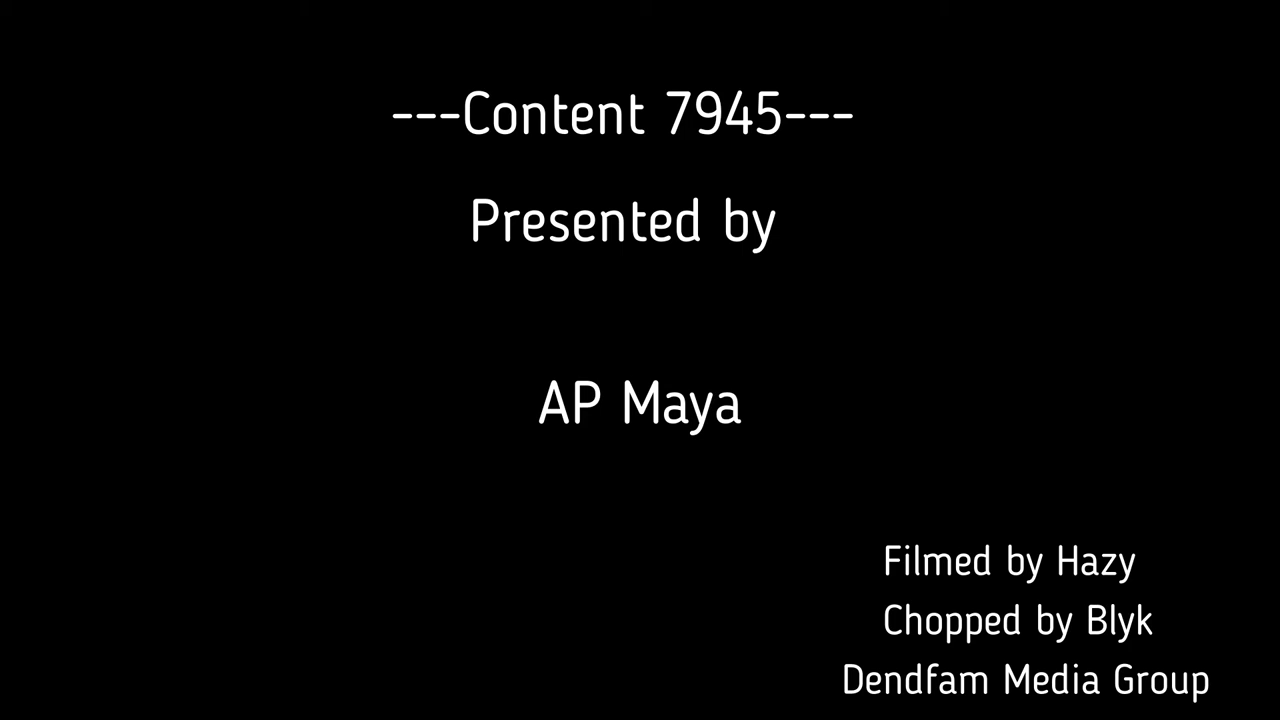 ---Content 7945---
Presented by
AP Maya
Filmed by Hazy
Chopped by Blyk
Dendfam Media Group